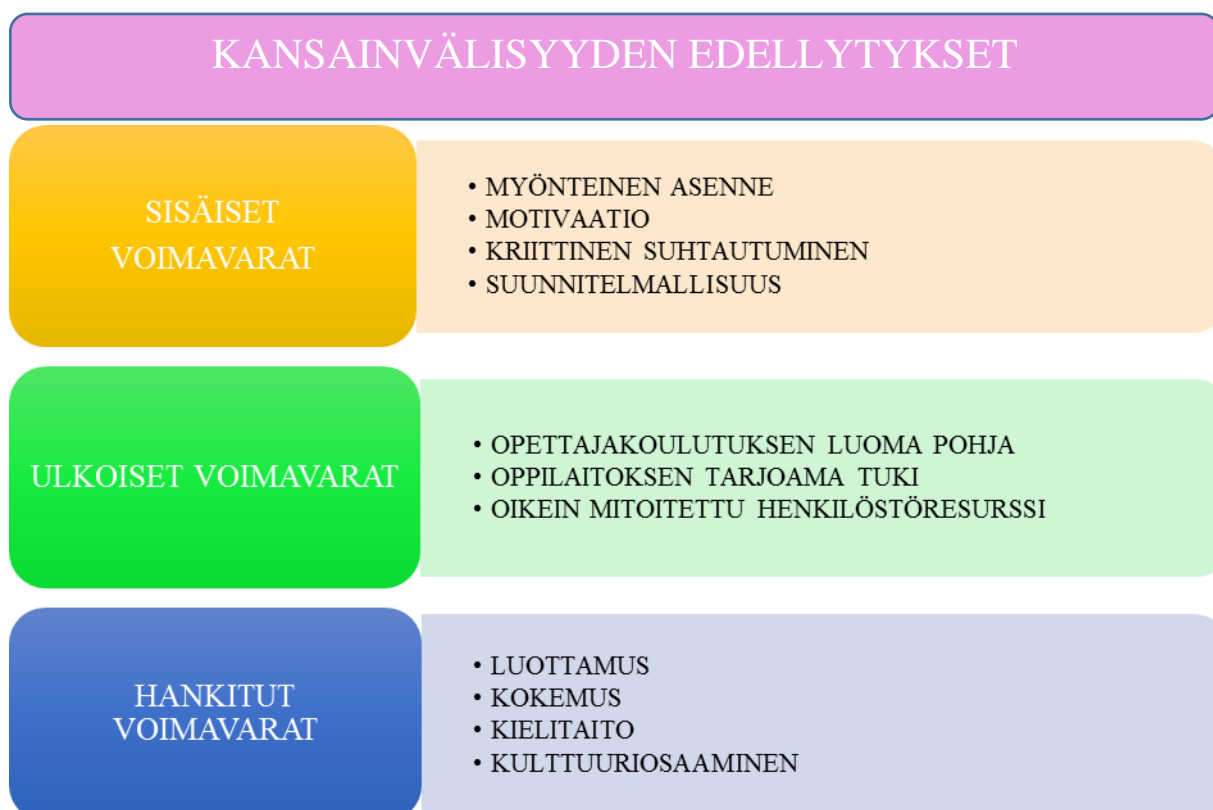 KANSAINVÄLISYYDEN EDELLYTYKSET
SISÄISET
VOIMAVARAT
• MYÖNTEINEN ASENNE
• MOTIVAATIO
• KRIITTINEN SUHTAUTUMINEN
• SUUNNITELMALLISUUS
ULKOISET VOIMAVARAT
• OPETTAJAKOULUTUKSEN LUOMA POHJA
• OPPILAITOKSEN TARJOAMA TUKI
• OIKEIN MITOITETTU HENKILÖSTÖRESURSSI
HANKITUT
VOIMAVARAT
• LUOTTAMUS
• KOKEMUS
• KIELITAITO
• KULTTUURIOSAAMINEN